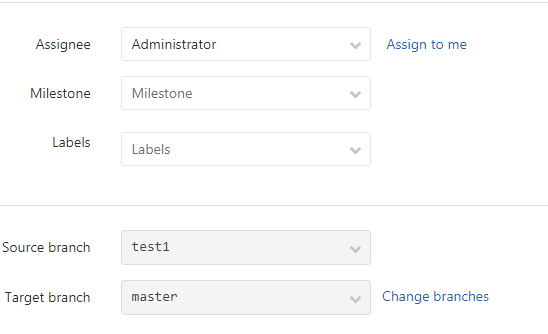 Assignee Administrator Assign to me
Milestone Milestone
Labels Labels
Source branch test1
Target branch master Change branches